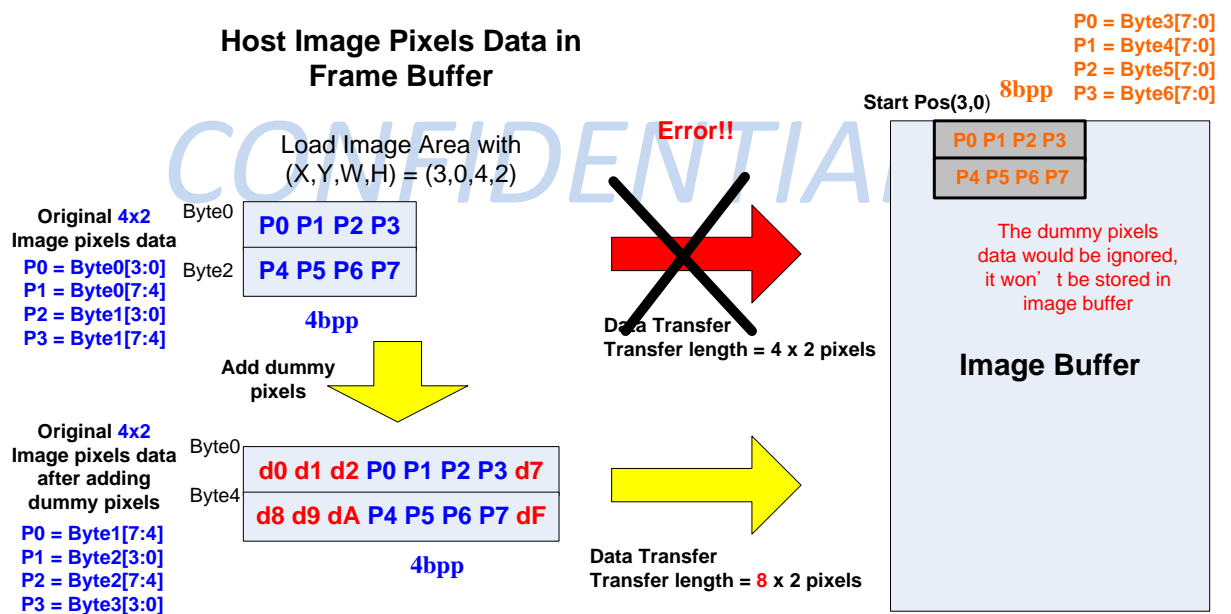 Host Image Pixels Data in
Frame Buffer
CONFIDENTIAL
Load Image Area with
(X,Y,W,H) = (3,0,4,2)
Error!!
P0 = Byte3[7:0]
P1 = Byte4[7:0]
P2 = Byte5[7:0]
P3 = Byte6[7:0]
8bpp
Start Pos(3,0)
P0 P1 P2 P3
P4 P5 P6 P7
The dummy pixels
data would be ignored,
it won’t be stored in
image buffer
Image Buffer
Original 4x2
Image pixels data
P0 = Byte0[3:0]
P1 = Byte0[7:4]
P2 = Byte1[3:0]
P3 = Byte1[7:4]
Byte0
P0 P1 P2 P3
Byte2
P4 P5 P6 P7
4bpp
Data Transfer
Transfer length = 4 x 2 pixels
Add dummy
pixels
Original 4x2
Image pixels data
after adding
dummy pixels
P0 = Byte1[7:4]
P1 = Byte2[3:0]
P2 = Byte2[7:4]
P3 = Byte3[3:0]
Byte0
d0 d1 d2 P0 P1 P2 P3 d7
Byte4
d8 d9 dA P4 P5 P6 P7 dF
4bpp
Data Transfer
Transfer length = 8 x 2 pixels